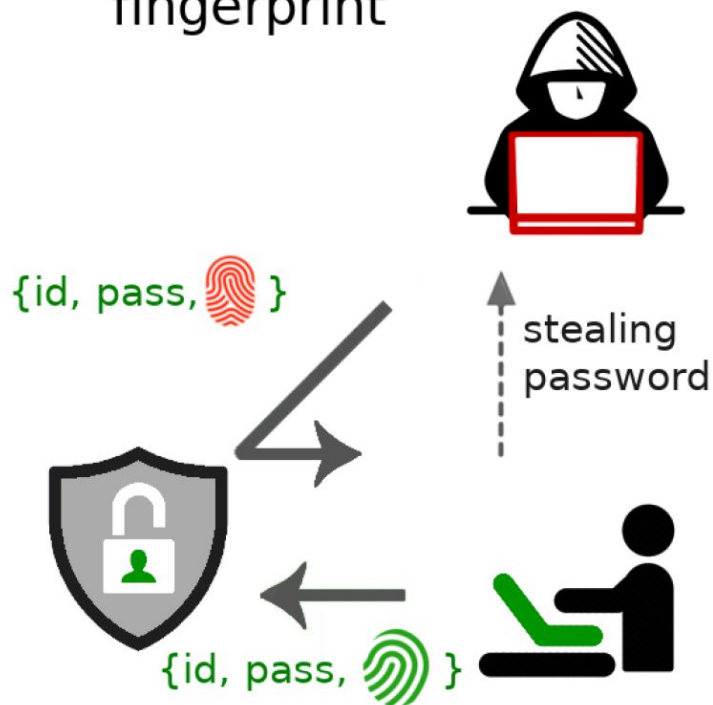 fingerprint
{id, pass, }
stealing
password
{id, pass, }